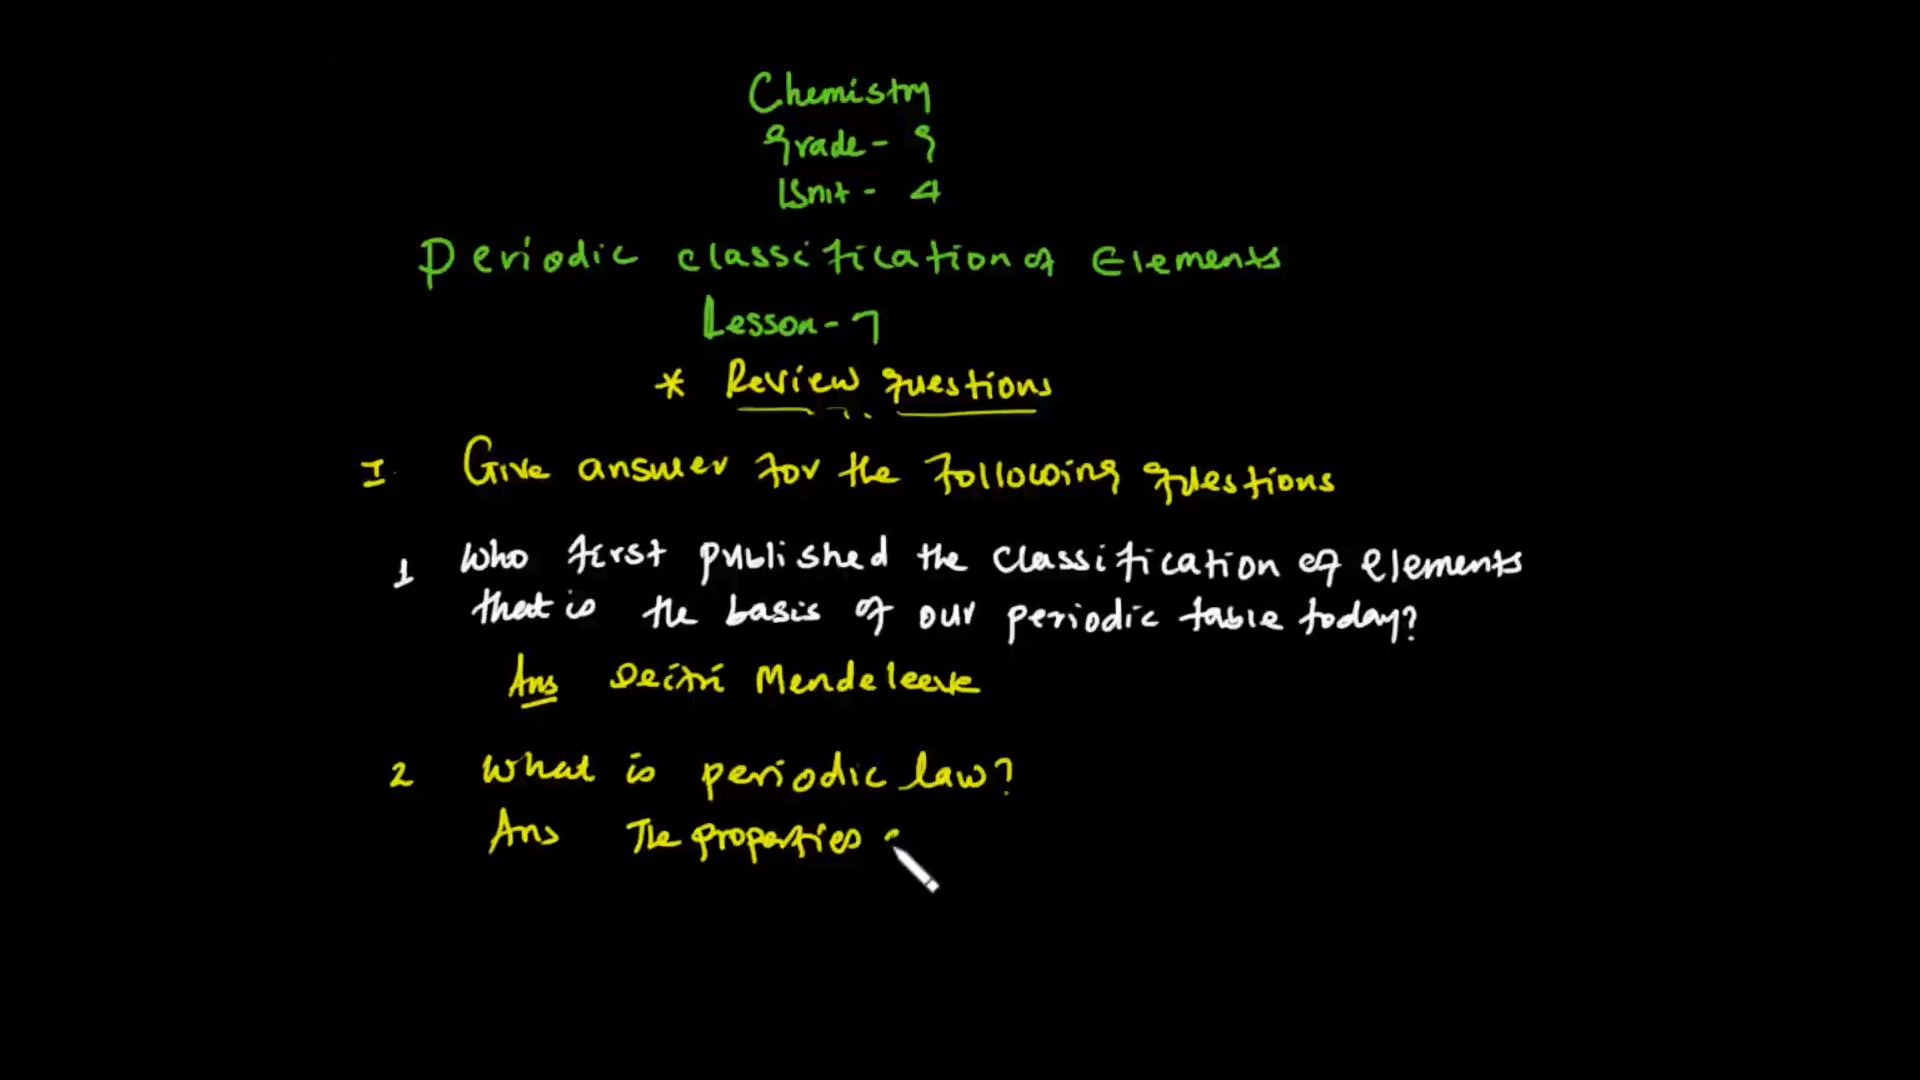 Chemistry
Grade - 9
Unit - 4
Periodic classification of Elements
Lesson - 7
* Review questions
I. Give answer for the following questions
1 Who first published the classification of elements
that is the basis of our periodic table today?
Ans Mendeleeve
2 What is periodic law?
Ans The properties